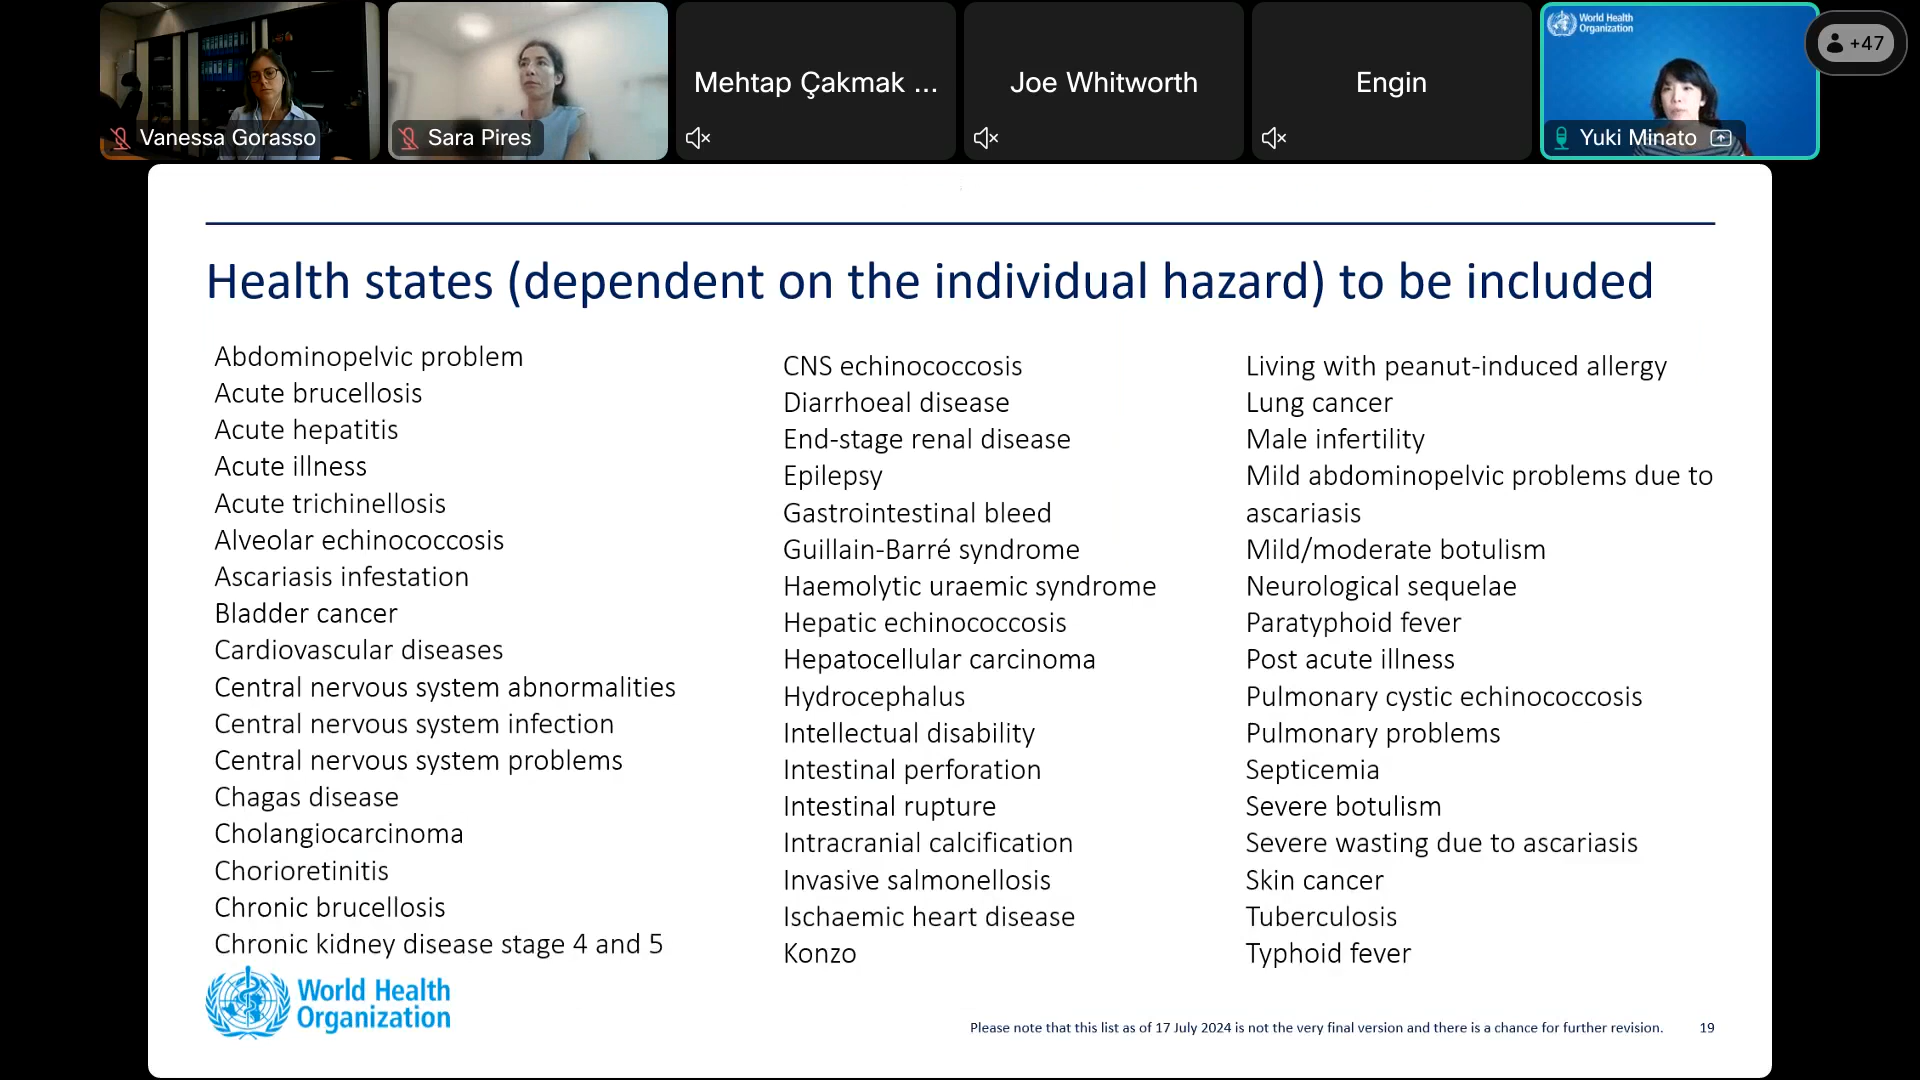 World Health
Organization
+47
Vanessa Gorasso
Sara Pires
Mehtap Çakmak ...
Joe Whitworth
Engin
Yuki Minato
Health states (dependent on the individual hazard) to be included
Abdominopelvic problem
Acute brucellosis
Acute hepatitis
Acute illness
Acute trichinellosis
Alveolar echinococcosis
Ascariasis infestation
Bladder cancer
Cardiovascular diseases
Central nervous system abnormalities
Central nervous system infection
Central nervous system problems
Chagas disease
Cholangiocarcinoma
Chorioretinitis
Chronic brucellosis
Chronic kidney disease stage 4 and 5
CNS echinococcosis
Diarrhoeal disease
End-stage renal disease
Epilepsy
Gastrointestinal bleed
Guillain-Barré syndrome
Haemolytic uraemic syndrome
Hepatic echinococcosis
Hepatocellular carcinoma
Hydrocephalus
Intellectual disability
Intestinal perforation
Intestinal rupture
Intracranial calcification
Invasive salmonellosis
Ischaemic heart disease
Konzo
Living with peanut-induced allergy
Lung cancer
Male infertility
Mild abdominopelvic problems due to
ascariasis
Mild/moderate botulism
Neurological sequelae
Paratyphoid fever
Post acute illness
Pulmonary cystic echinococcosis
Pulmonary problems
Septicemia
Severe botulism
Severe wasting due to ascariasis
Skin cancer
Tuberculosis
Typhoid fever
World Health
Organization
Please note that this list as of 17 July 2024 is not the very final version and there is a chance for further revision.
19